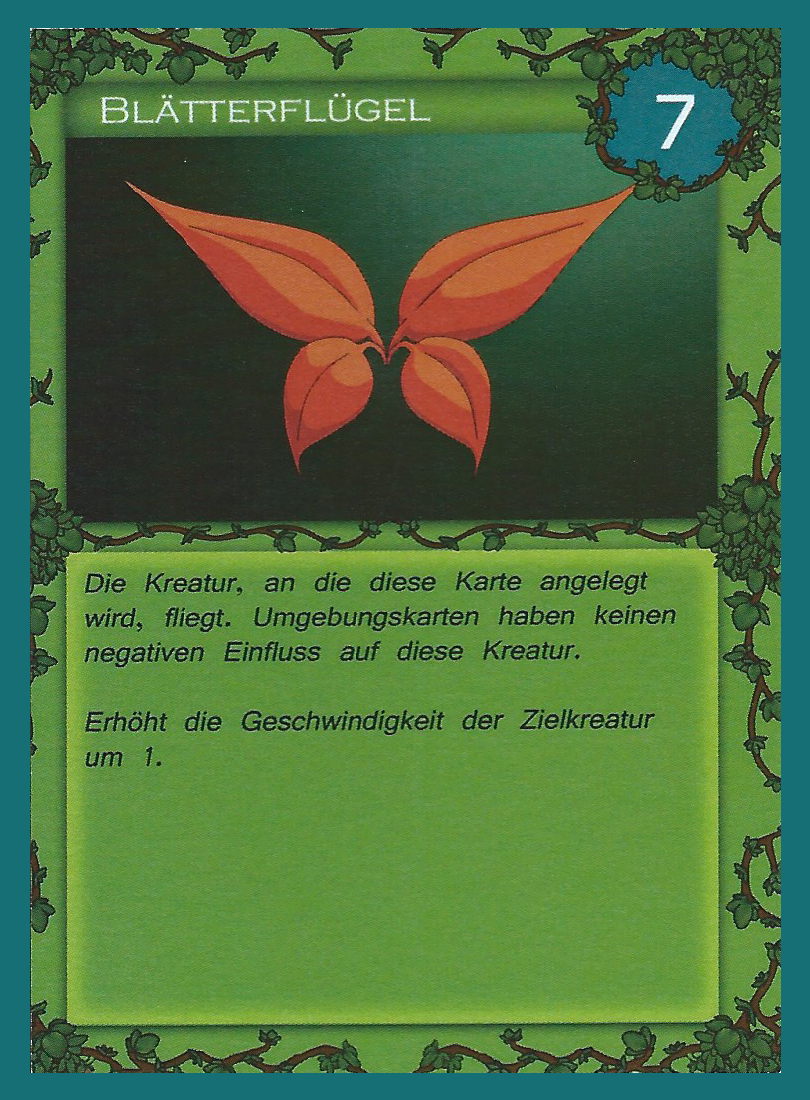 BLÄTTERFLÜGEL
7
Die Kreatur, an die diese Karte angelegt
wird, fliegt. Umgebungskarten haben keinen
negativen Einfluss auf diese Kreatur.
Erhöht die Geschwindigkeit der Zielkreatur
um 1.